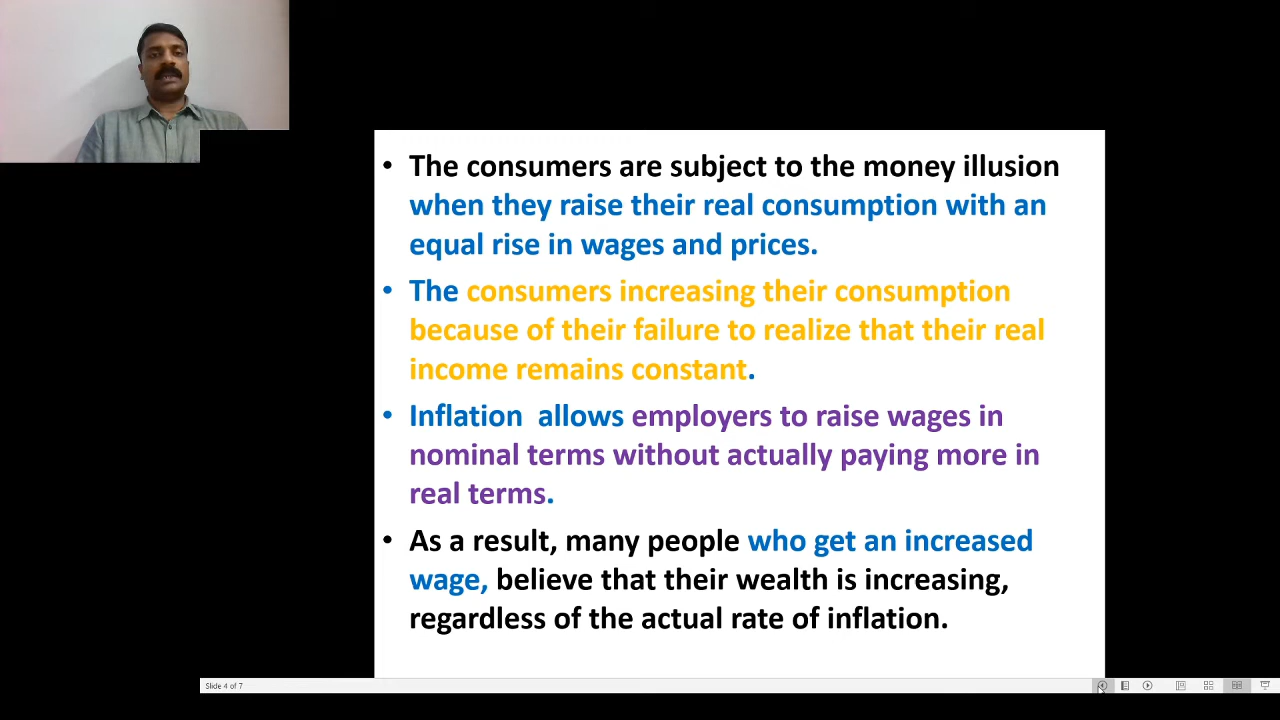 • The consumers are subject to the money illusion
when they raise their real consumption with an
equal rise in wages and prices.
• The consumers increasing their consumption
because of their failure to realize that their real
income remains constant.
• Inflation  allows employers to raise wages in
nominal terms without actually paying more in
real terms.
• As a result, many people who get an increased
wage, believe that their wealth is increasing,
regardless of the actual rate of inflation.
Slide 4 of 7